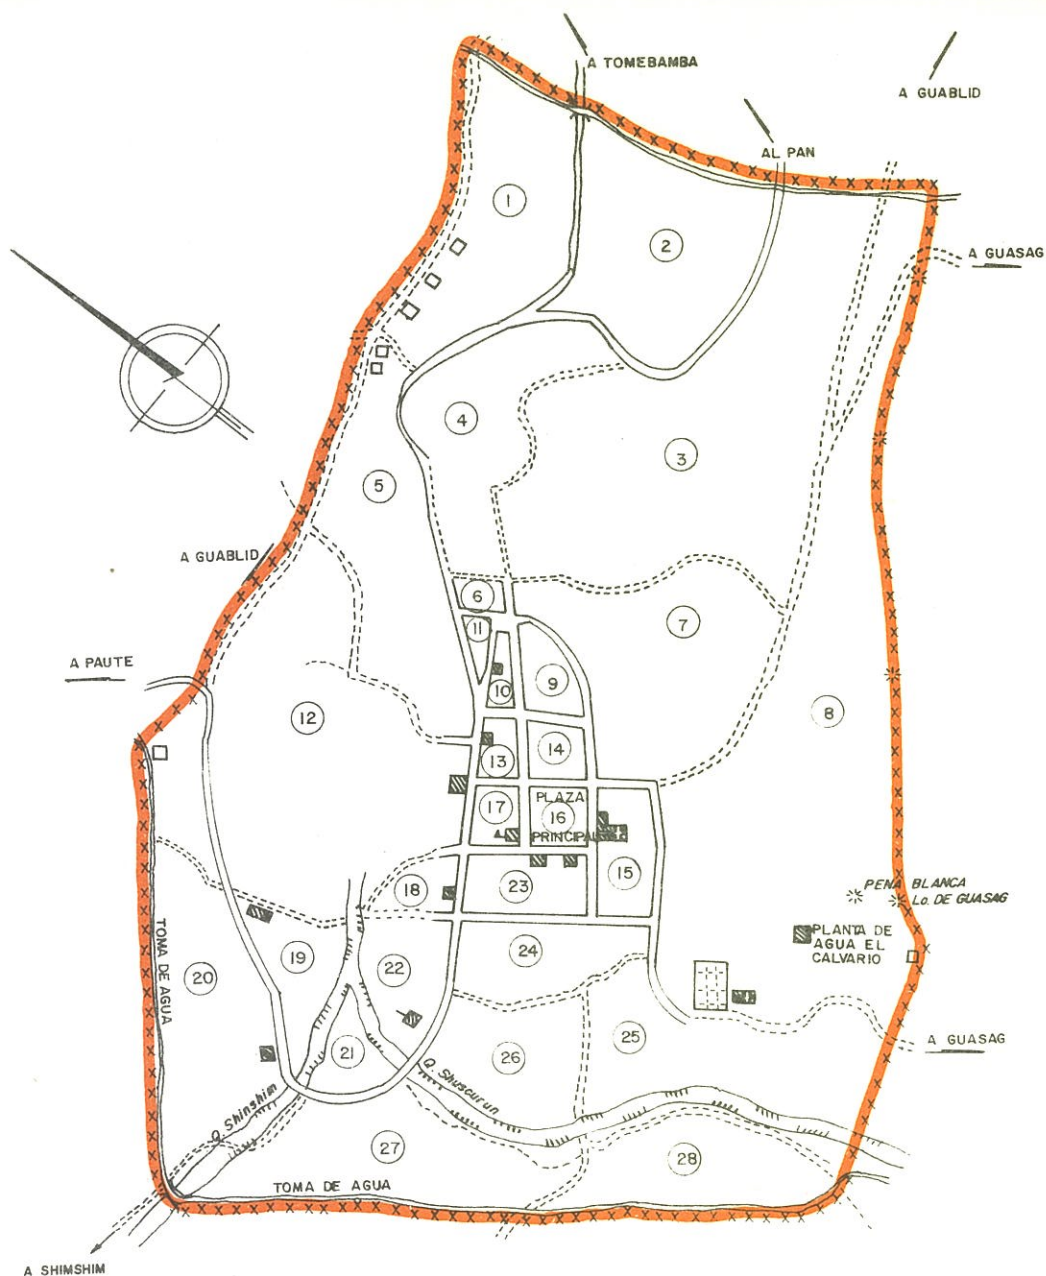 A TOMEBAMBA
A GUABLID
AL PAN
1
2
A GUASAG
4
3
5
A GUABLID
6
7
11
A PAUTE
10
9
8
12
14
13
PLAZA
17
16
PRINCIPAL
15
18
23
PEÑA BLANCA
Lo. DE GUASAG
PLANTA DE
AGUA EL
CALVARIO
TOMA DE AGUA
20
19
22
24
25
A GUASAG
21
26
Q. Shuscurun
Q. Shinshim
27
28
TOMA DE AGUA
A SHIMSHIM